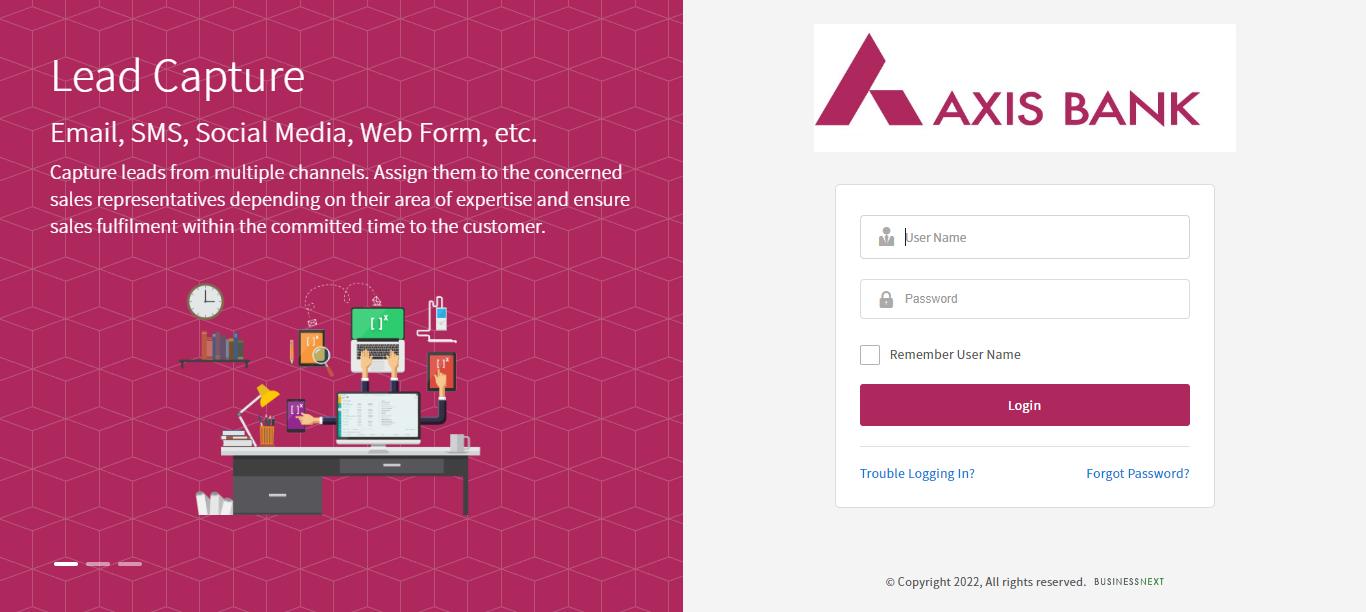 Lead Capture
Email, SMS, Social Media, Web Form, etc.
Capture leads from multiple channels. Assign them to the concerned
sales representatives depending on their area of expertise and ensure
sales fulfilment within the committed time to the customer.
[ ]x
[ ]x
[ ]x
[ ]x
AXIS BANK
User Name
Password
Remember User Name
Login
Trouble Logging In?
Forgot Password?
© Copyright 2022, All rights reserved. BUSINESSNEXT